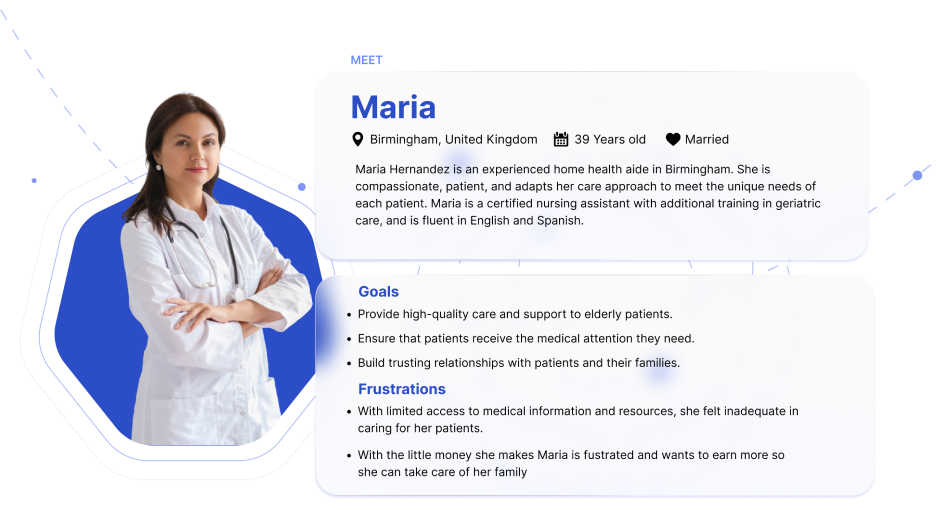 MEET
Maria
Birmingham, United Kingdom 39 Years old Married
Maria Hernandez is an experienced home health aide in Birmingham. She is
compassionate, patient, and adapts her care approach to meet the unique needs of
each patient. Maria is a certified nursing assistant with additional training in geriatric
care, and is fluent in English and Spanish.
Goals
• Provide high-quality care and support to elderly patients.
• Ensure that patients receive the medical attention they need.
• Build trusting relationships with patients and their families.
Frustrations
• With limited access to medical information and resources, she felt inadequate in
caring for her patients.
• With the little money she makes Maria is fustrated and wants to earn more so
she can take care of her family